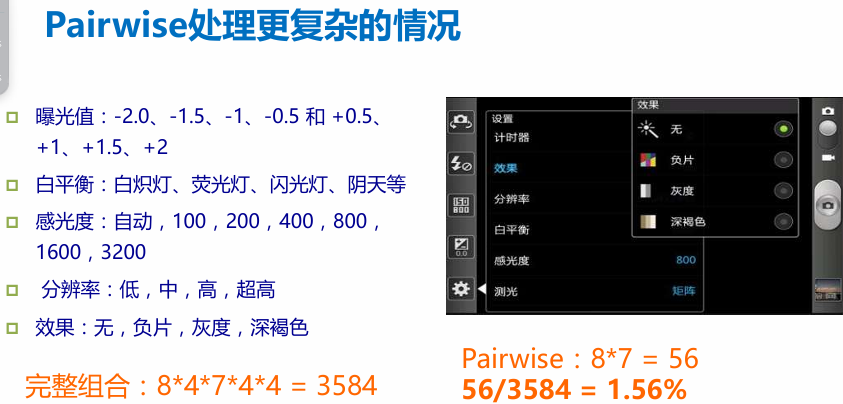 Pairwise处理更复杂的情况
曝光值：-2.0、-1.5、-1、-0.5 和 +0.5、
+1、+1.5、+2
白平衡：白炽灯、荧光灯、闪光灯、阴天等
感光度：自动，100，200，400，800，
1600，3200
分辨率：低，中，高，超高
效果：无，负片，灰度，深褐色
完整组合：8*4*7*4*4 = 3584
设置
计时器
效果
分辨率
白平衡
感光度 800
测光 矩阵
效果
无
负片
灰度
深褐色
ISO
800
0.0
Pairwise：8*7 = 56
56/3584 = 1.56%